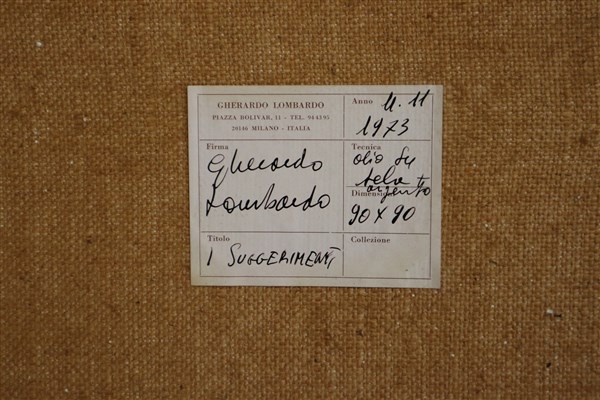 GHERARDO LOMBARDO
PIAZZA BOLIVAR, 11 - TEL. 94 43 95
20146 MILANO - ITALIA
Anno N. 11
1973
Firma
Gherardo
Lombardo
Tecnica
olio su
tela
argento
Dimensioni
90 x 90
Titolo
I SUGGERIMENTI
Collezione